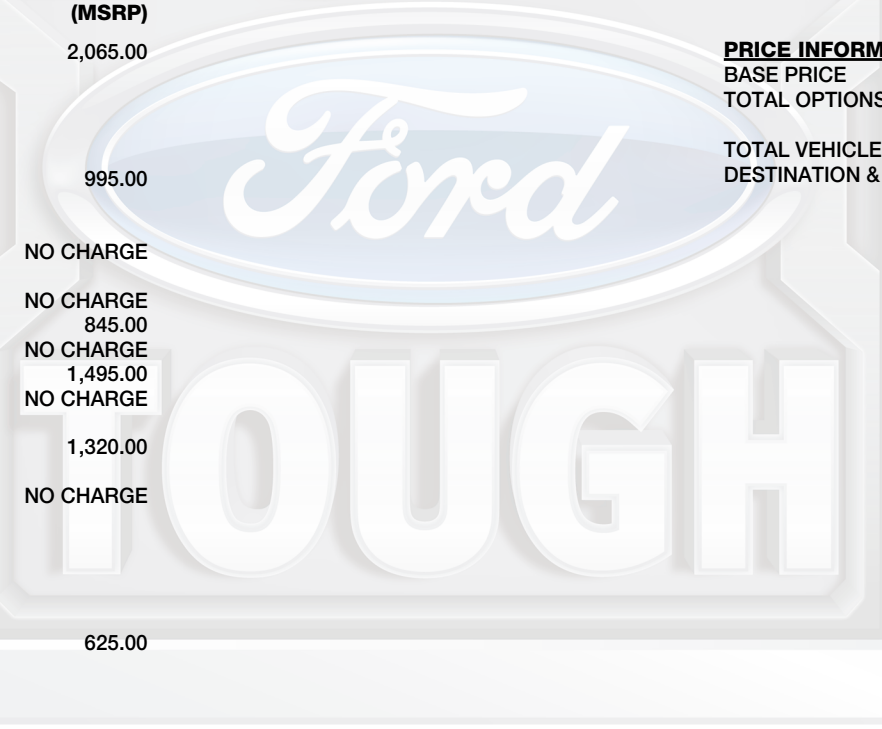 (MSRP)
2,065.00
995.00
NO CHARGE
NO CHARGE
845.00
NO CHARGE
1,495.00
NO CHARGE
1,320.00
NO CHARGE
625.00
PRICE INFORM
BASE PRICE
TOTAL OPTIONS
TOTAL VEHICLE
DESTINATION &
Ford
TOUGH